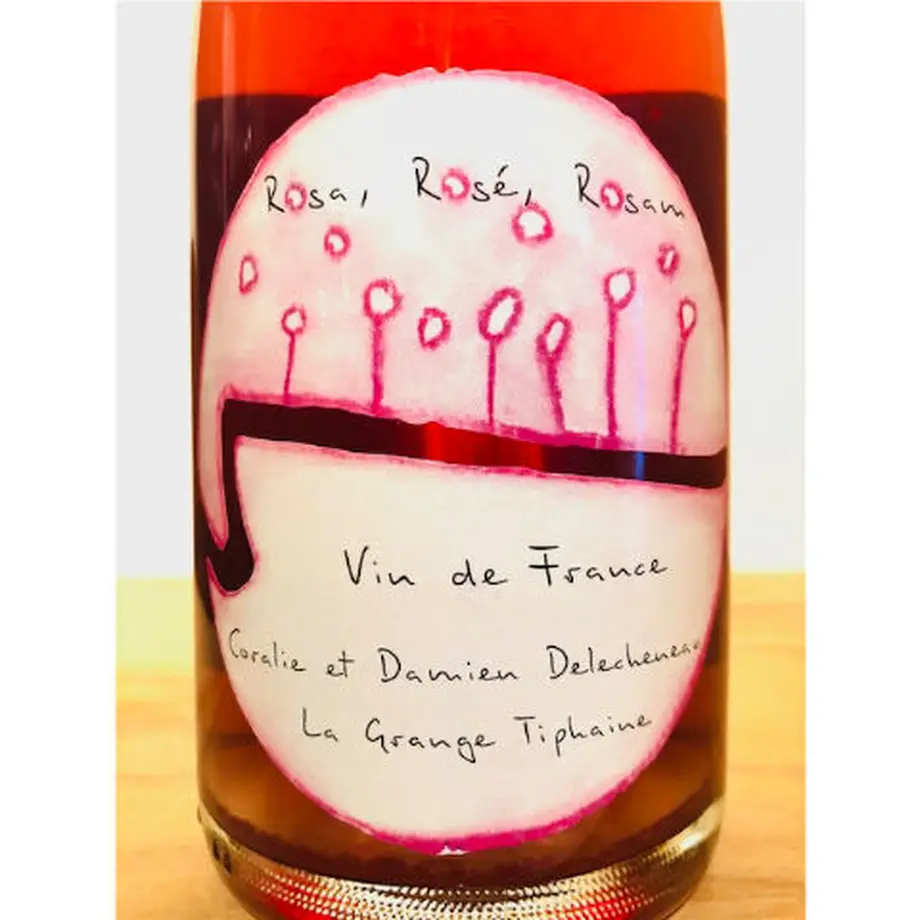 Rosa, Rosé, Rosam
Vin de France
Coralie et Damien Delecheneau
La Grange Tiphaine